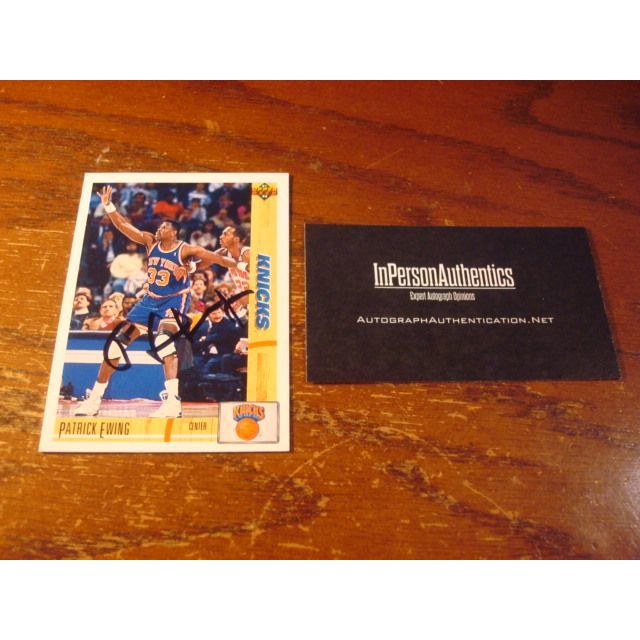 NEW YORK
33
KNICKS
PATRICK EWING
CENTER
KNICKS
InPersonAuthentics
Expert Autograph Opinions
AUTOGRAPHAUTHENTICATION.NET